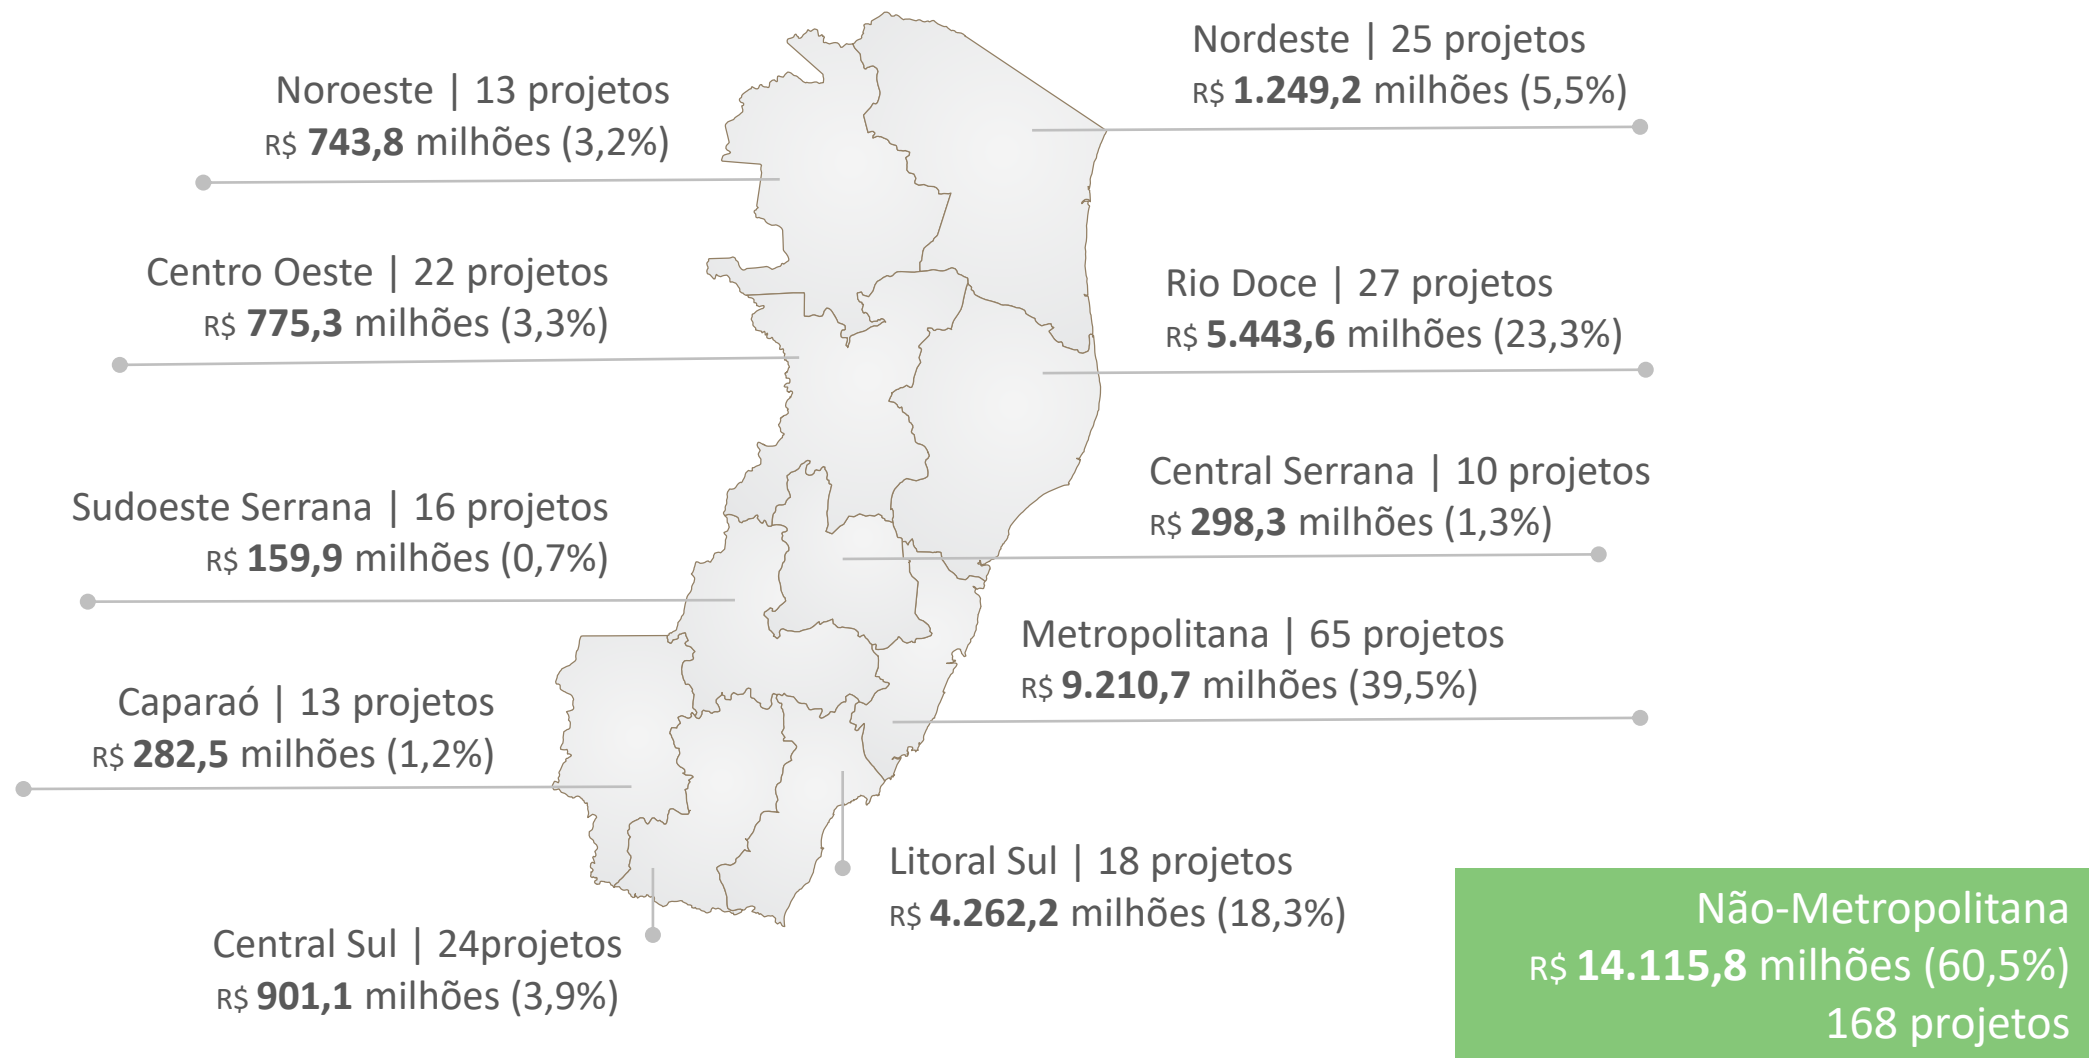 Nordeste | 25 projetos
R$ 1.249,2 milhões (5,5%)
Noroeste | 13 projetos
R$ 743,8 milhões (3,2%)
Centro Oeste | 22 projetos
R$ 775,3 milhões (3,3%)
Rio Doce | 27 projetos
R$ 5.443,6 milhões (23,3%)
Central Serrana | 10 projetos
R$ 298,3 milhões (1,3%)
Sudoeste Serrana | 16 projetos
R$ 159,9 milhões (0,7%)
Metropolitana | 65 projetos
R$ 9.210,7 milhões (39,5%)
Caparaó | 13 projetos
R$ 282,5 milhões (1,2%)
Litoral Sul | 18 projetos
R$ 4.262,2 milhões (18,3%)
Central Sul | 24projetos
R$ 901,1 milhões (3,9%)
Não-Metropolitana
R$ 14.115,8 milhões (60,5%)
168 projetos